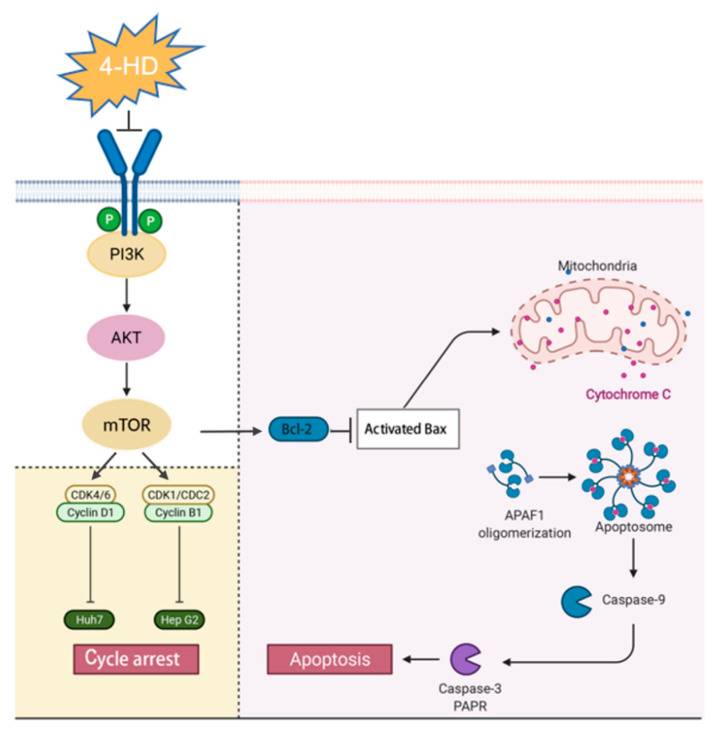 4-HD
P
P
PI3K
AKT
mTOR
CDK4/6
Cyclin D1
CDK1/CDC2
Cyclin B1
Huh7
Hep G2
Cycle arrest
Bcl-2
Activated Bax
Mitochondria
Cytochrome C
APAF1
oligomerization
Apoptosome
Caspase-9
Caspase-3
PAPR
Apoptosis